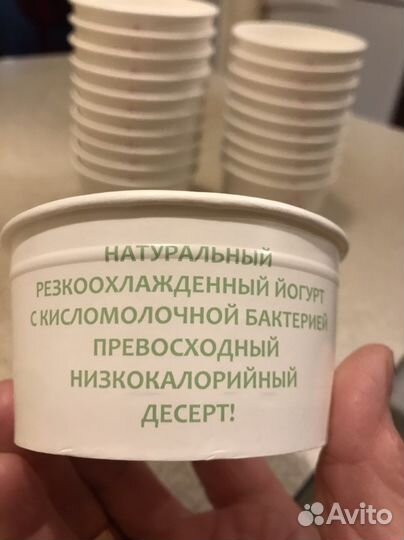 НАТУРАЛЬНЫЙ
РЕЗКООХЛАЖДЕННЫЙ ЙОГУРТ
С КИСЛОМОЛОЧНОЙ БАКТЕРИЕЙ
ПРЕВОСХОДНЫЙ
НИЗКОКАЛОРИЙНЫЙ
ДЕСЕРТ!
Avito